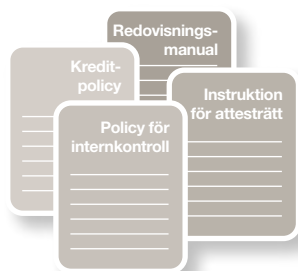 Redovisnings-
manual
Kredit-
policy
Instruktion
för attesträtt
Policy för
internkontroll